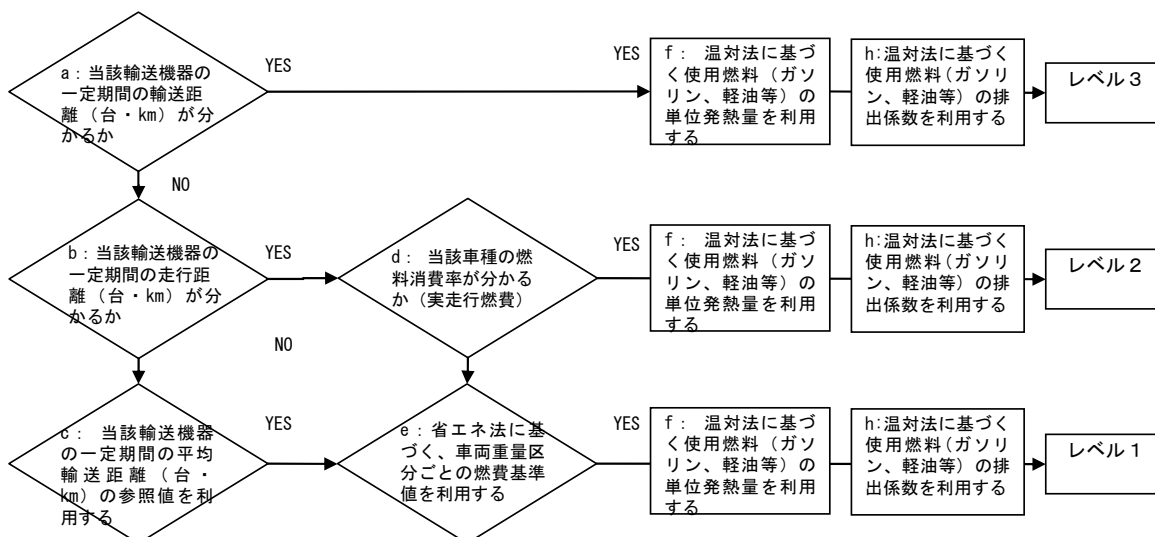 a：当該輸送機器の
一定期間の輸送距
離（台・km）が分
かるか
YES
YES
f： 温対法に基づ
く使用燃料（ガソ
リン、軽油等）の
単位発熱量を利用
する
h:温対法に基づく
使用燃料(ガソリ
ン、軽油等）の排
出係数を利用する
レベル３
NO
b：当該輸送機器の
一定期間の走行距
離（台・km）が分
かるか
YES
d： 当該車種の燃
料消費率が分かる
か（実走行燃費）
YES
f： 温対法に基づ
く使用燃料（ガソ
リン、軽油等）の
単位発熱量を利用
する
h:温対法に基づく
使用燃料(ガソリ
ン、軽油等）の排
出係数を利用する
レベル２
NO
c： 当該輸送機器
の一定期間の平均
輸送距離（台・
km）の参照値を利
用する
YES
e：省エネ法に基
づく、車両重量区
分ごとの燃費基準
値を利用する
YES
f： 温対法に基づ
く使用燃料（ガソ
リン、軽油等）の
単位発熱量を利用
する
h:温対法に基づく
使用燃料(ガソリ
ン、軽油等）の排
出係数を利用する
レベル１